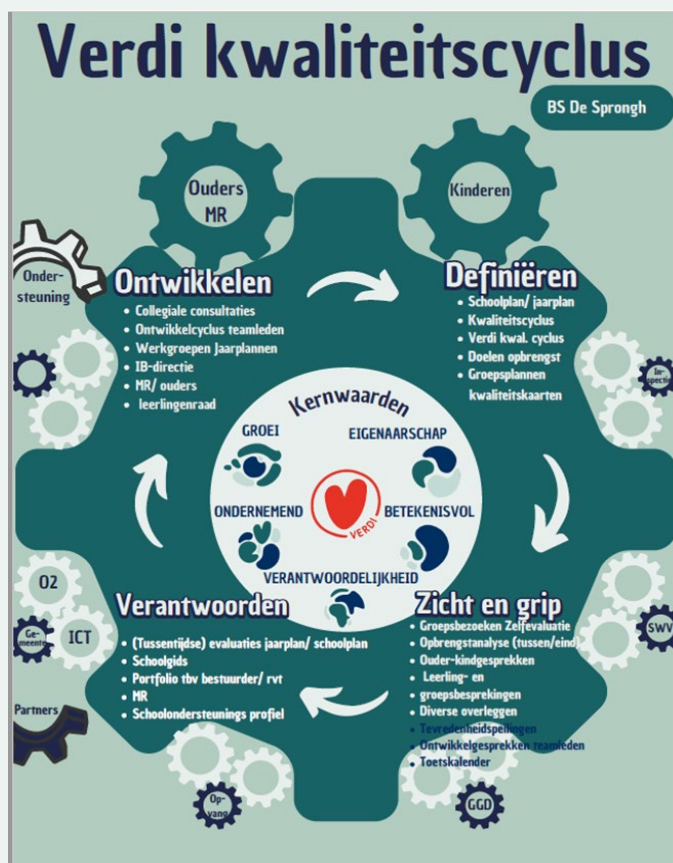 Verdi kwaliteitscyclus
BS De Sprongh
Ouders
MR
Kinderen
Onder-
steuning
Ontwikkelen
• Collegiale consultaties
• Ontwikkelcyclus teamleden
• Werkgroepen Jaarplannen
• IB-directie
• MR/ ouders
• leerlingenraad
Definiëren
• Schoolplan/ jaarplan
• Kwaliteitscyclus
• Verdi kwal. cyclus
• Doelen opbrengst
• Groepsplannen
kwaliteitskaarten
In-
spectie
Kernwaarden
GROEI
EIGENAARSCHAP
ONDERNEMEND
BETEKENISVOL
VERDI
VERANTWOORDELIJKHEID
O2
Ge-
meente
ICT
Partners
Verantwoorden
• (Tussentijdse) evaluaties jaarplan/ schoolplan
• Schoolgids
• Portfolio tbv bestuurder/ rvt
• MR
• Schoolondersteunings profiel
Zicht en grip
• Groepsbezoeken Zelfevaluatie
• Opbrengstanalyse (tussen/eind)
• Ouder-kindgesprekken
• Leerling- en
• groepsbesprekingen
• Diverse overleggen
• Tevredenheidspeilingen
• Ontwikkelgesprekken teamleden
• Toetskalender
SWV
Op-
vang
GGD